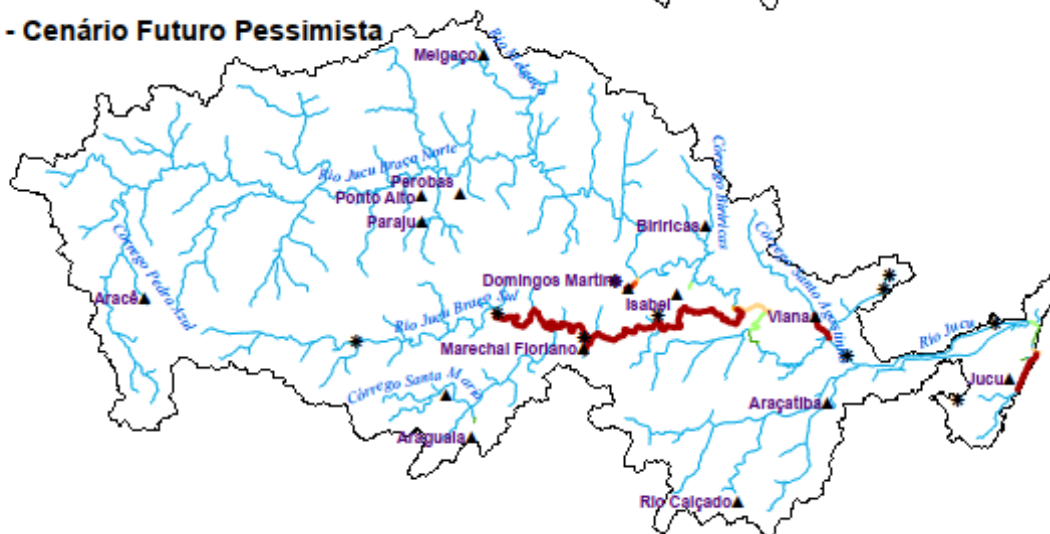 - Cenário Futuro Pessimista
Melgaço
Rio Melgaço
Rio Jucu Braço Norte
Perobas
Ponto Alto
Paraju
Córrego Biriricas
Biriricas
Córrego Pedra Azul
Córrego Santo Agostinho
Domingos Martins
Aracê
Isabel
Rio Jucu Braço Sul
Viana
Rio Jucu
Marechal Floriano
Córrego Santa Maria
Jucu
Araçatiba
Araguaia
Rio Calçado